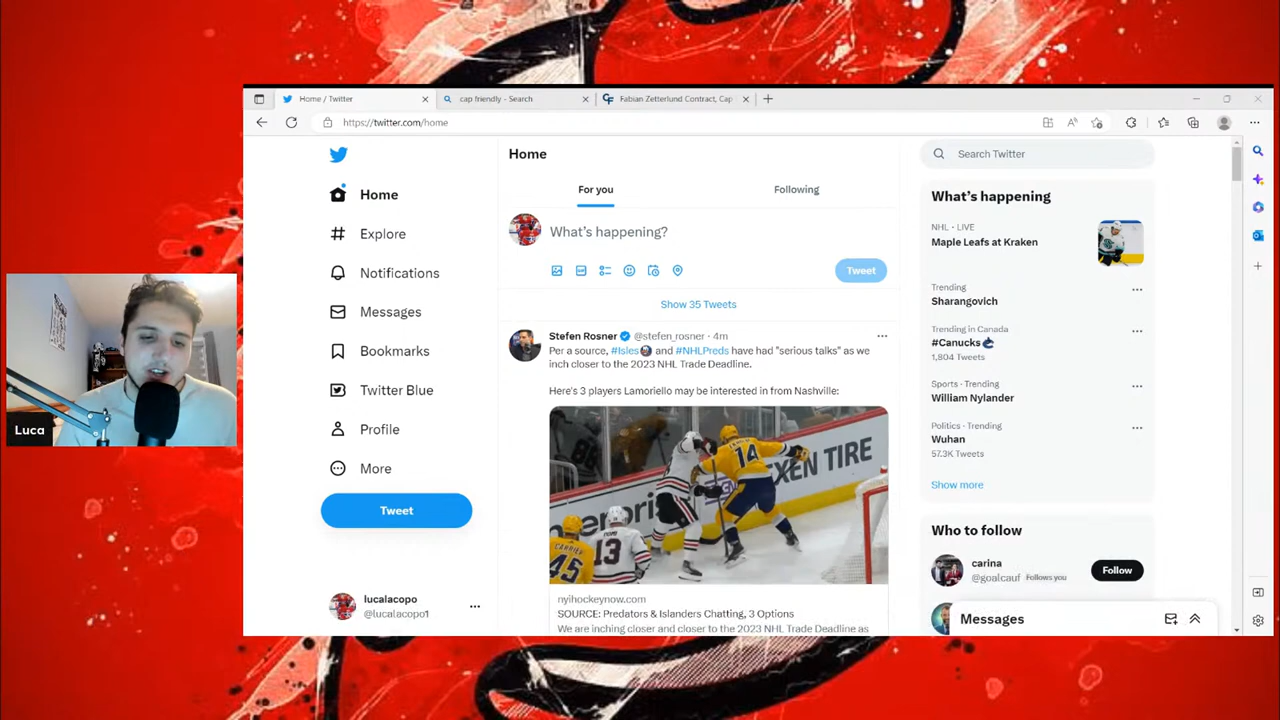 Home / Twitter
cap friendly - Search
Fabian Zetterlund Contract, Cap
https://twitter.com/home
Home
Explore
Notifications
Messages
Bookmarks
Twitter Blue
Profile
More
Tweet
lucalacopo
@lucalacopo1
Home
For you
Following
What's happening?
GIF
Tweet
Show 35 Tweets
Stefen Rosner @stefen_rosner · 4m
Per a source, #Isles and #NHLPreds have had "serious talks" as we
inch closer to the 2023 NHL Trade Deadline.
Here's 3 players Lamoriello may be interested in from Nashville:
14
EXEN TIRE
45
13
nyihockeynow.com
SOURCE: Predators & Islanders Chatting, 3 Options
We are inching closer and closer to the 2023 NHL Trade Deadline as
Search Twitter
What's happening
NHL · LIVE
Maple Leafs at Kraken
Trending
Sharangovich
Trending in Canada
#Canucks
1,804 Tweets
Sports · Trending
William Nylander
Politics · Trending
Wuhan
57.3K Tweets
Show more
Who to follow
carina
@goalcauf Follows you
Follow
Messages
Luca